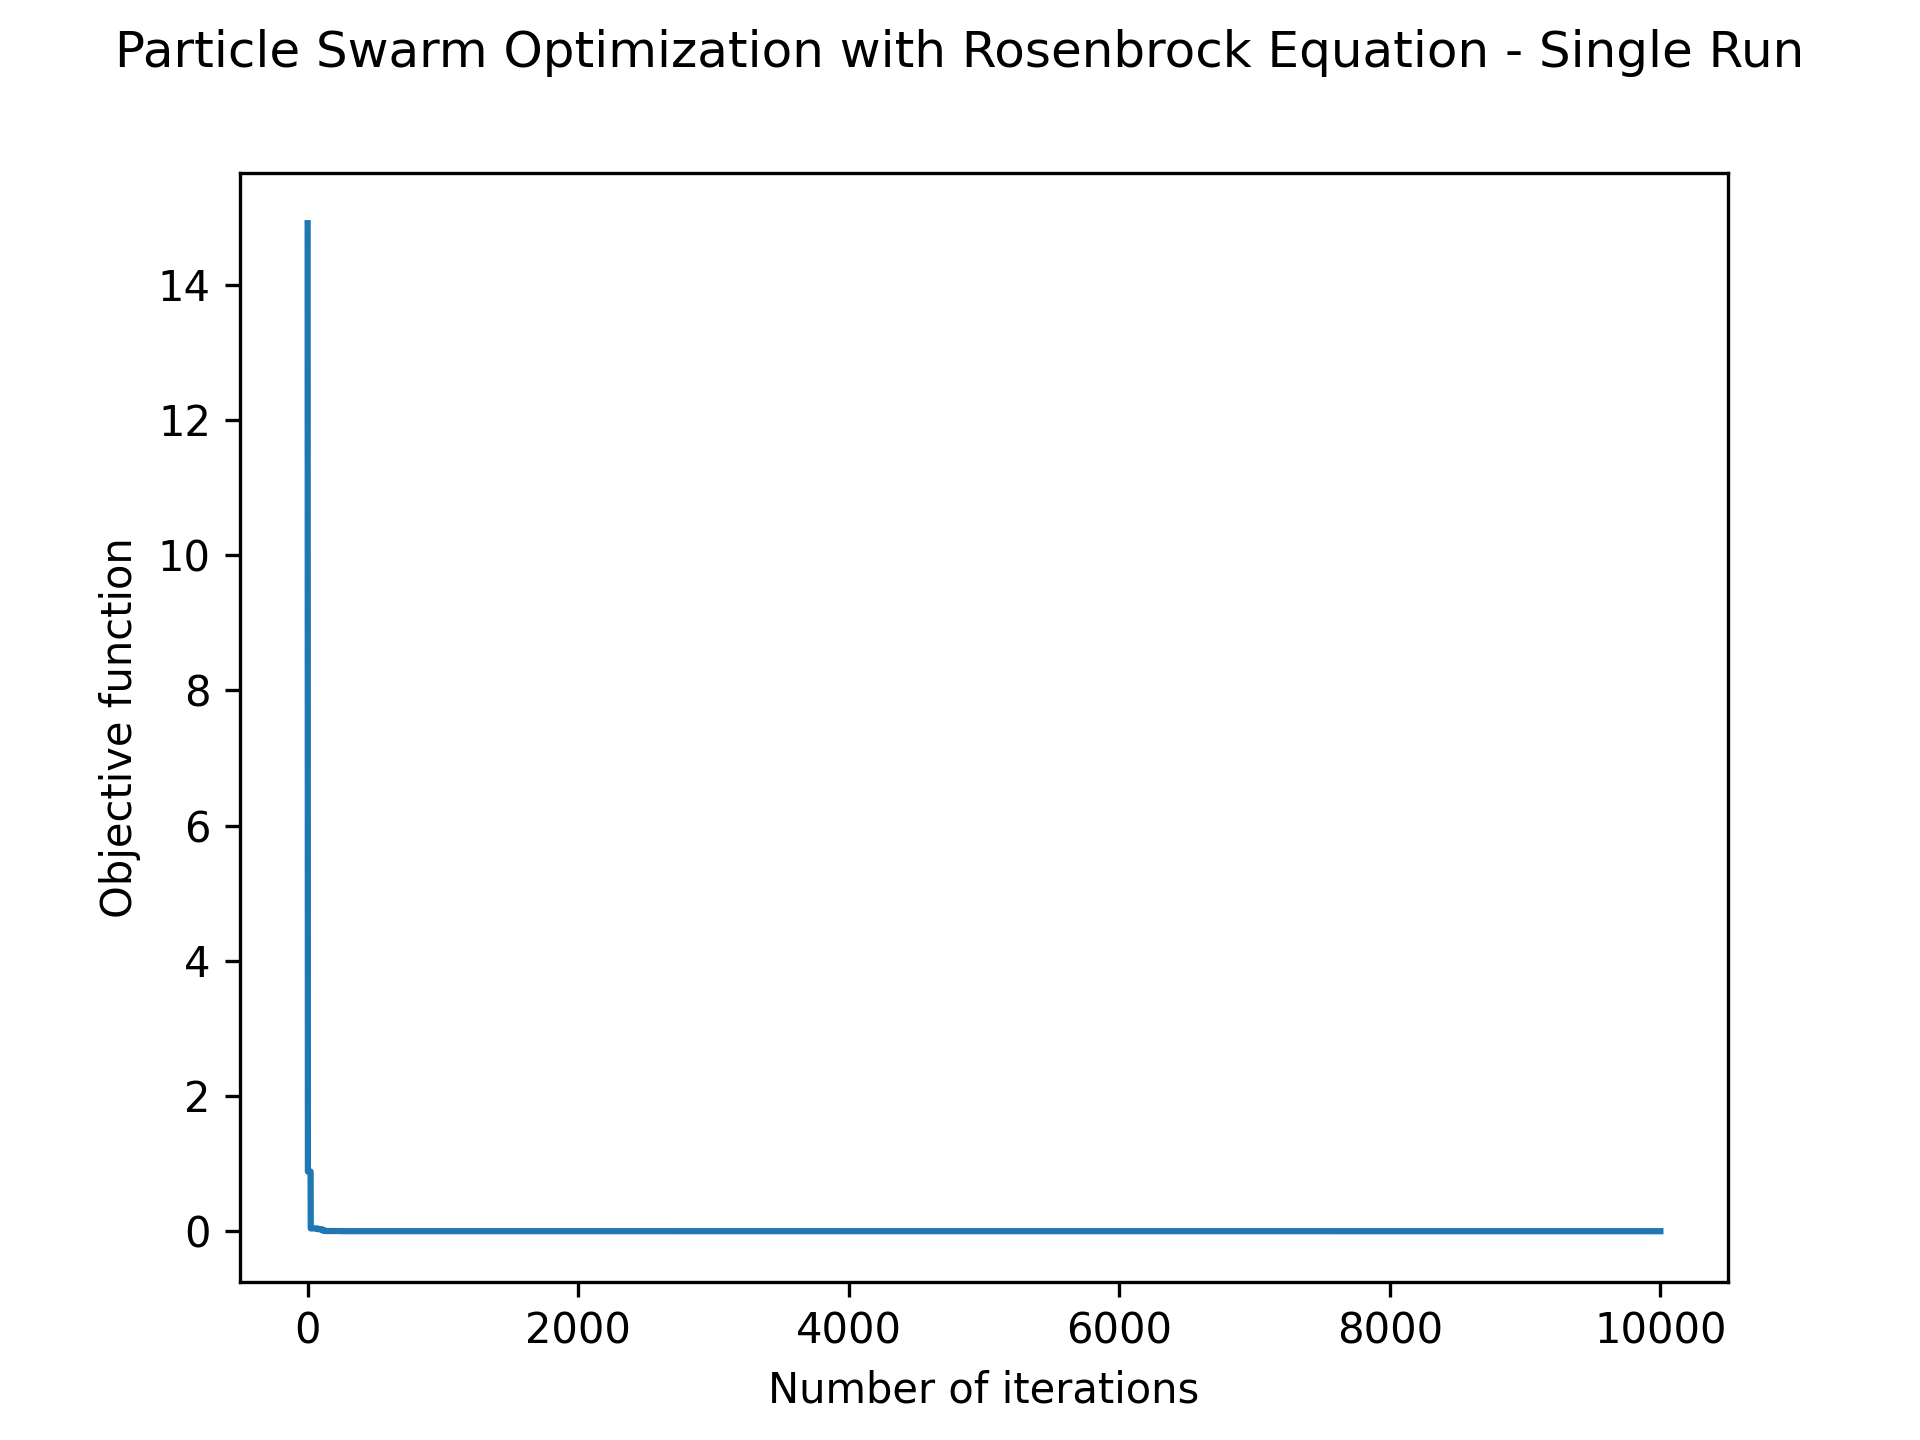 Particle Swarm Optimization with Rosenbrock Equation - Single Run
14
12
10
8
6
4
2
0
Objective function
0 2000 4000 6000 8000 10000
Number of iterations